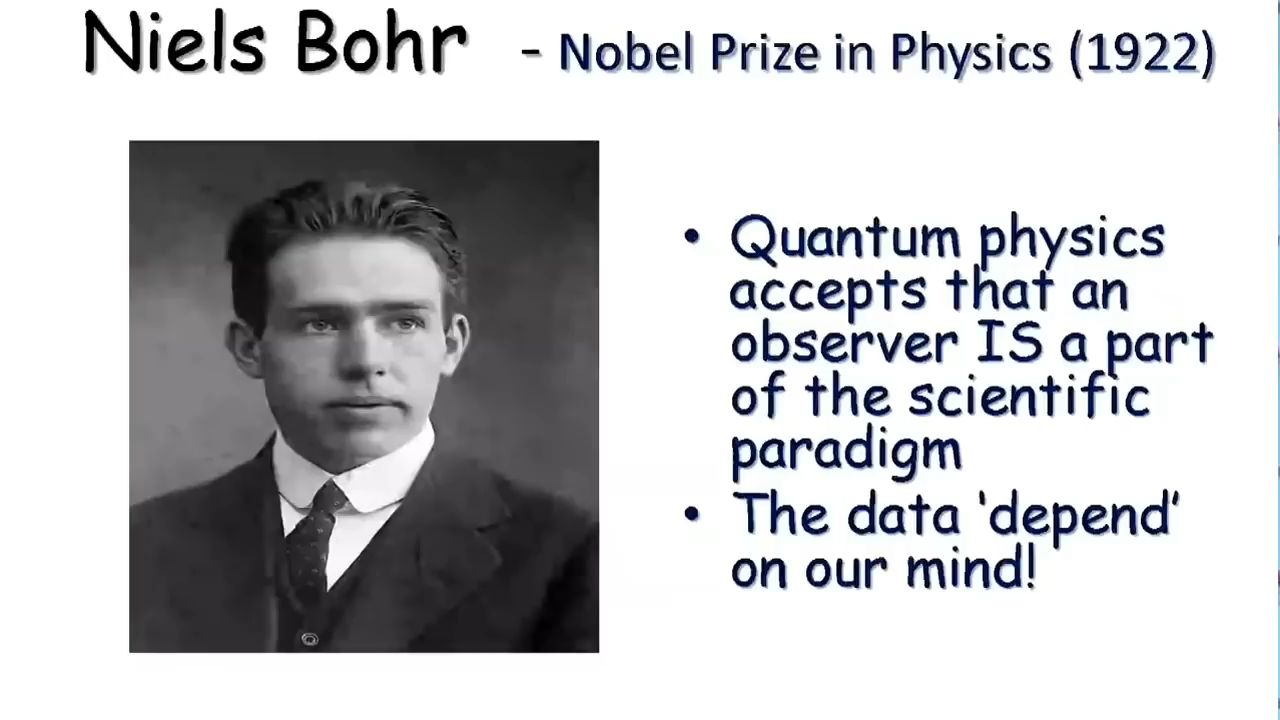 Niels Bohr - Nobel Prize in Physics (1922)
• Quantum physics
accepts that an
observer IS a part
of the scientific
paradigm
• The data ‘depend’
on our mind!